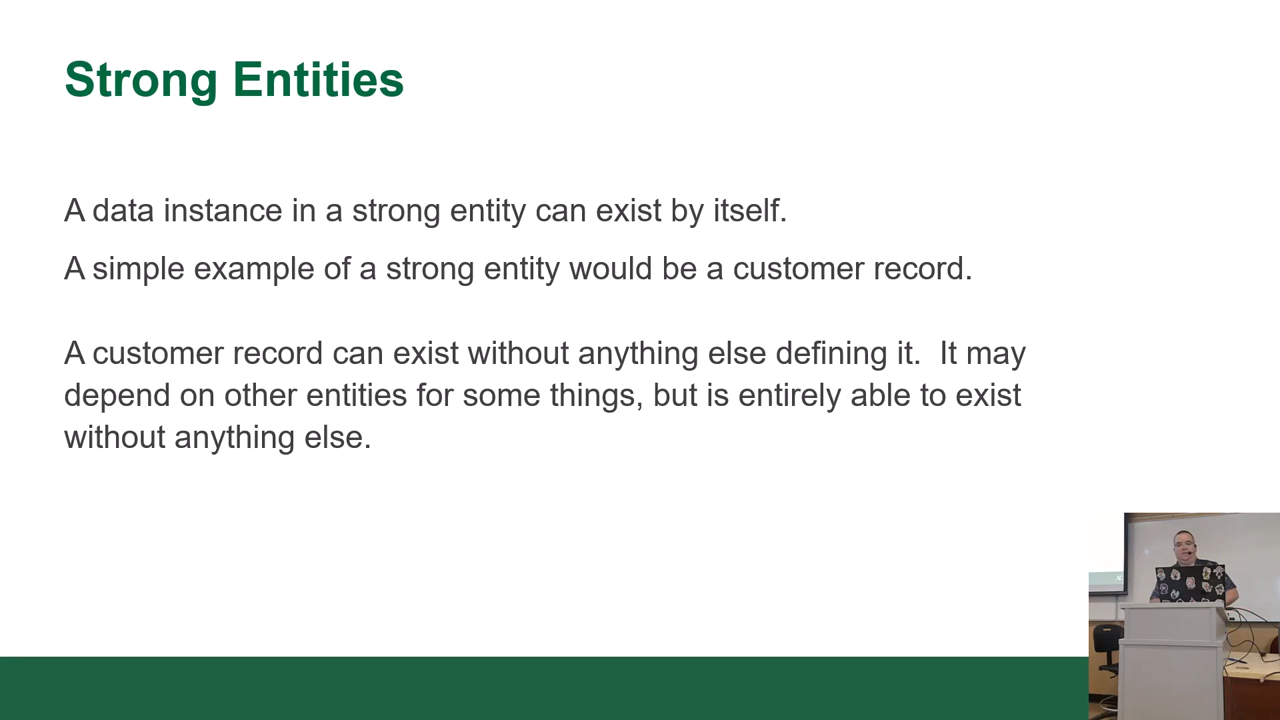 Strong Entities
A data instance in a strong entity can exist by itself.
A simple example of a strong entity would be a customer record.
A customer record can exist without anything else defining it.  It may
depend on other entities for some things, but is entirely able to exist
without anything else.